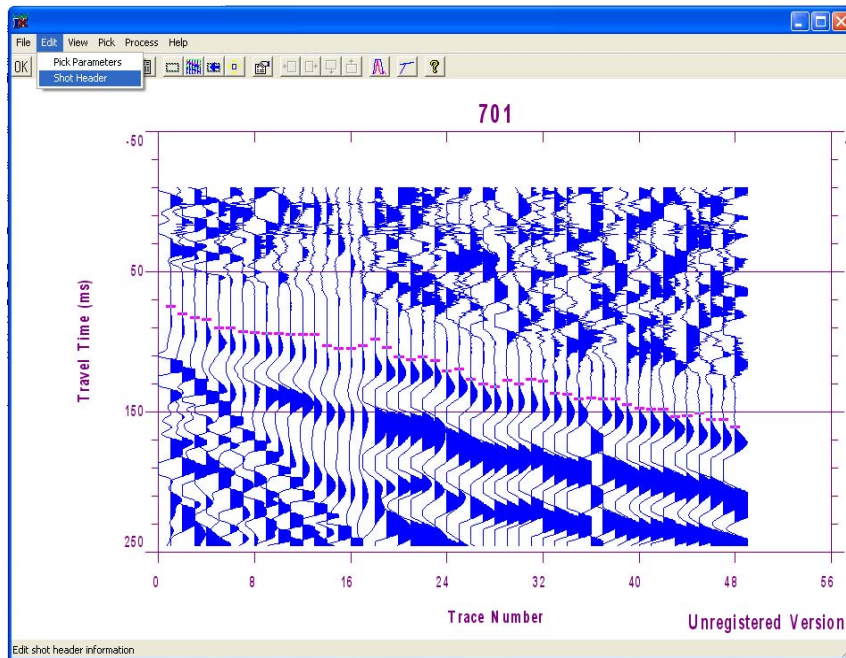 File Edit View Pick Process Help
OK
Pick Parameters
Shot Header
701
-50
50
150
250
Travel Time (ms)
0 8 16 24 32 40 48 56
Trace Number
Unregistered Version
Edit shot header information